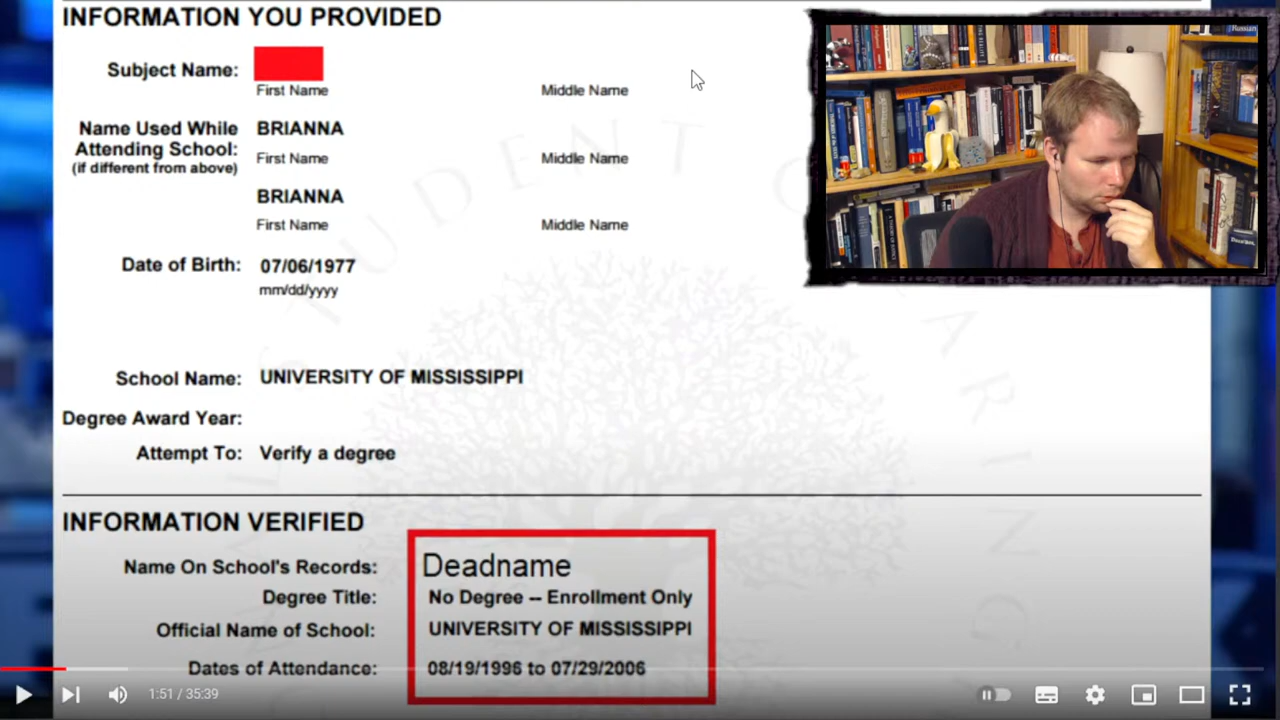 INFORMATION YOU PROVIDED
Subject Name:
First Name Middle Name
Name Used While BRIANNA
Attending School:
(if different from above) First Name Middle Name
BRIANNA
First Name Middle Name
Date of Birth: 07/06/1977
mm/dd/yyyy
School Name: UNIVERSITY OF MISSISSIPPI
Degree Award Year:
Attempt To: Verify a degree
INFORMATION VERIFIED
Name On School's Records: Deadname
Degree Title: No Degree -- Enrollment Only
Official Name of School: UNIVERSITY OF MISSISSIPPI
Dates of Attendance: 08/19/1996 to 07/29/2006
1:51 / 35:39
Russian